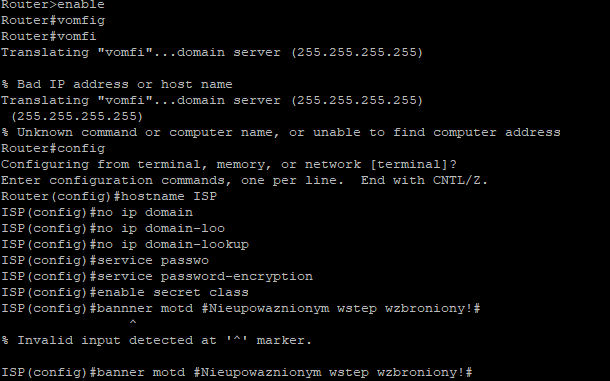 Router>enable
Router#vomfig
Router#vomfi
Translating "vomfi"...domain server (255.255.255.255)
% Bad IP address or host name
Translating "vomfi"...domain server (255.255.255.255)
(255.255.255.255)
% Unknown command or computer name, or unable to find computer address
Router#config
Configuring from terminal, memory, or network [terminal]?
Enter configuration commands, one per line.  End with CNTL/Z.
Router(config)#hostname ISP
ISP(config)#no ip domain
ISP(config)#no ip domain-loo
ISP(config)#no ip domain-lookup
ISP(config)#service passwo
ISP(config)#service password-encryption
ISP(config)#enable secret class
ISP(config)#bannner motd #Nieupowaznionym wstep wzbroniony!#
^
% Invalid input detected at '^' marker.
ISP(config)#banner motd #Nieupowaznionym wstep wzbroniony!#